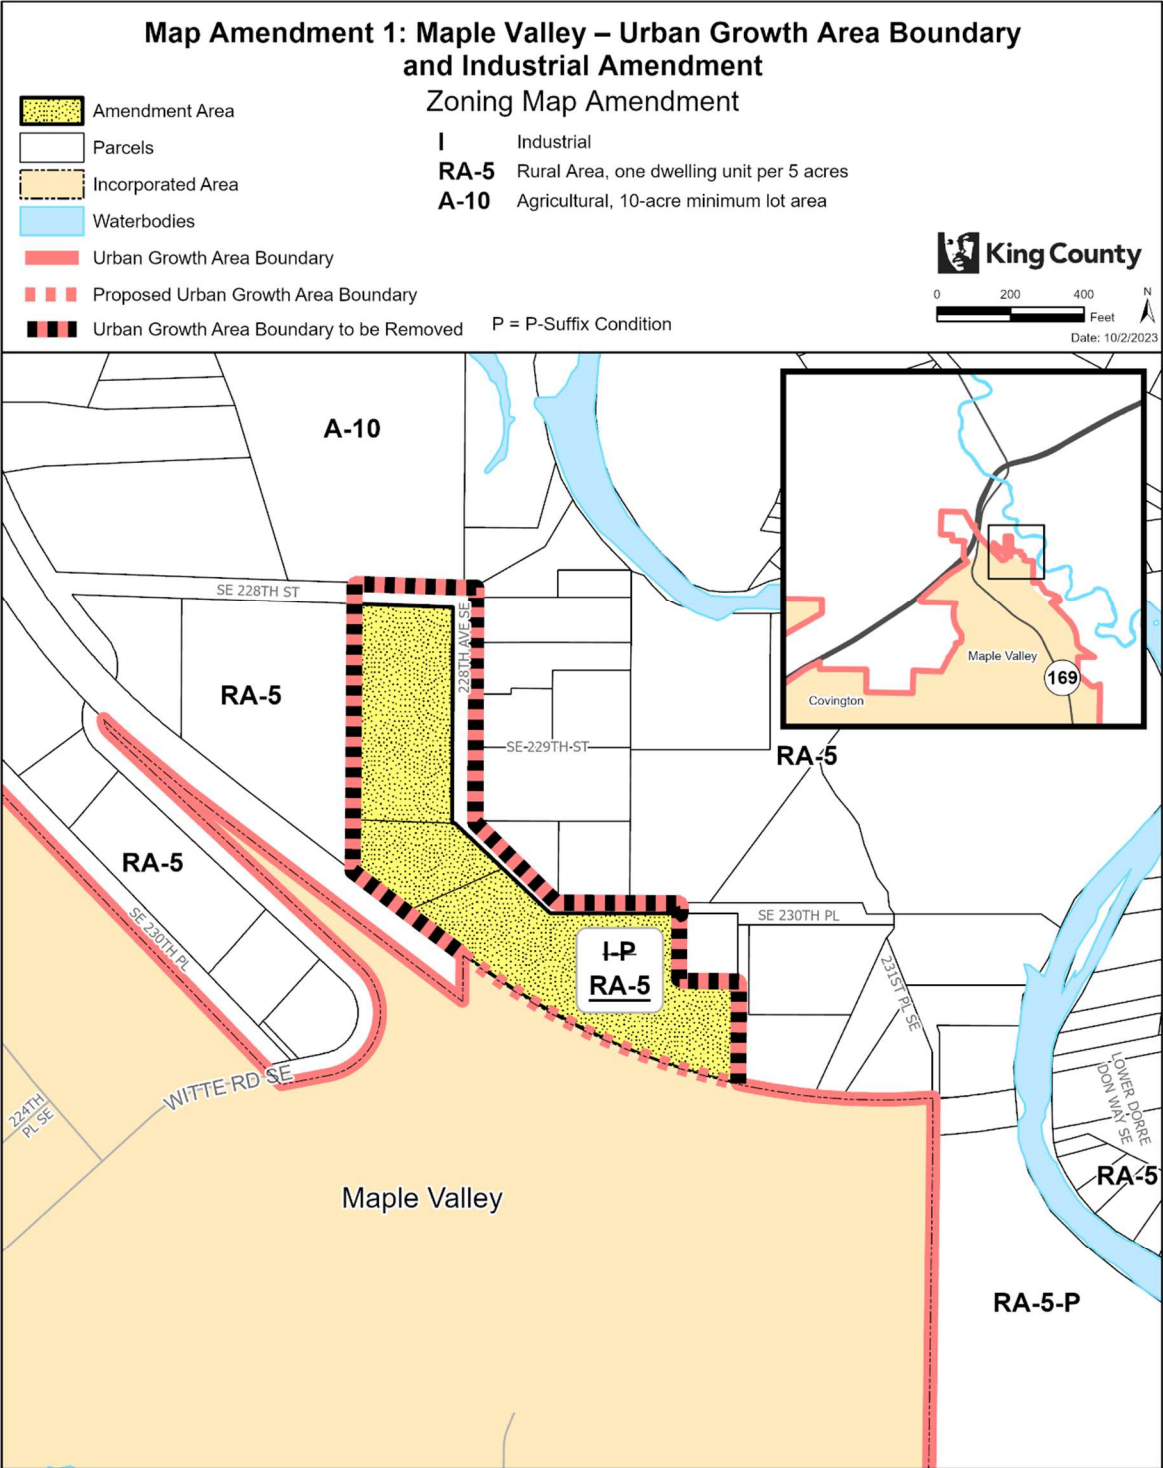 Map Amendment 1: Maple Valley – Urban Growth Area Boundary
and Industrial Amendment
Zoning Map Amendment
Amendment Area
Parcels
Incorporated Area
Waterbodies
Urban Growth Area Boundary
Proposed Urban Growth Area Boundary
Urban Growth Area Boundary to be Removed
I Industrial
RA-5 Rural Area, one dwelling unit per 5 acres
A-10 Agricultural, 10-acre minimum lot area
P = P-Suffix Condition
King County
0 200 400
Feet
N
Date: 10/2/2023
A-10
SE 228TH ST
228TH AVE SE
RA-5
SE 229TH ST
Maple Valley
169
Covington
RA-5
RA-5
SE 230TH PL
SE 230TH PL
I-P
RA-5
231ST PL SE
WITTE RD SE
224TH
PL SE
LOWER DORRE
DON WAY SE
RA-5
Maple Valley
RA-5-P